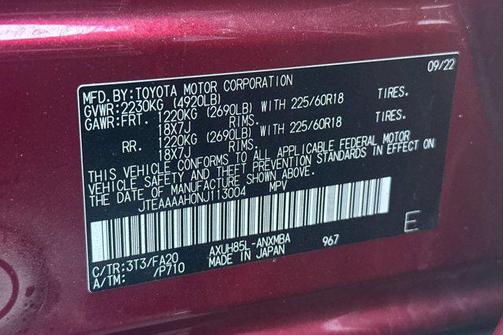 MFD.BY:TOYOTA MOTOR CORPORATION 09/22
GVWR:2230KG (4920LB)
GAWR:FRT. 1220KG (2690LB) WITH 225/60R18 TIRES.
18X7J RIMS.
RR. 1220KG (2690LB) WITH 225/60R18 TIRES.
18X7J RIMS.
THIS VEHICLE CONFORMS TO ALL APPLICABLE FEDERAL MOTOR
VEHICLE SAFETY AND THEFT PREVENTION STANDARDS IN EFFECT ON
THE DATE OF MANUFACTURE SHOWN ABOVE.
JTEAAAAH0NJ113004 MPV
E
C/TR:3T3/FA20 AXUH85L-ANXMBA 967
A/TM: /P710 MADE IN JAPAN